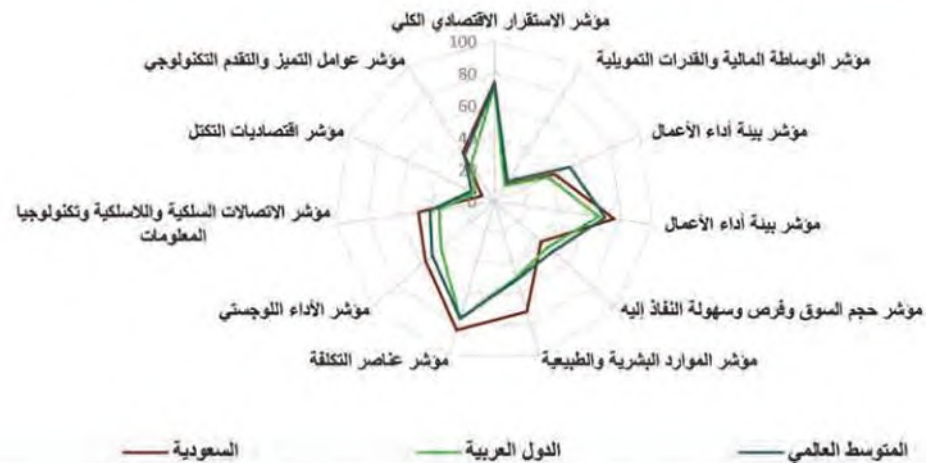 مؤشر الاستقرار الاقتصادي الكلي
مؤشر الوساطة المالية والقدرات التمويلية
مؤشر بيئة أداء الأعمال
مؤشر بيئة أداء الأعمال
مؤشر حجم السوق وفرص وسهولة النفاذ إليه
مؤشر الموارد البشرية والطبيعية
مؤشر عناصر التكلفة
مؤشر الأداء اللوجستي
مؤشر الاتصالات السلكية واللاسلكية وتكنولوجيا
المعلومات
مؤشر اقتصاديات التكتل
مؤشر عوامل التميز والتقدم التكنولوجي
100
80
60
40
20
0
المتوسط العالمي
الدول العربية
السعودية